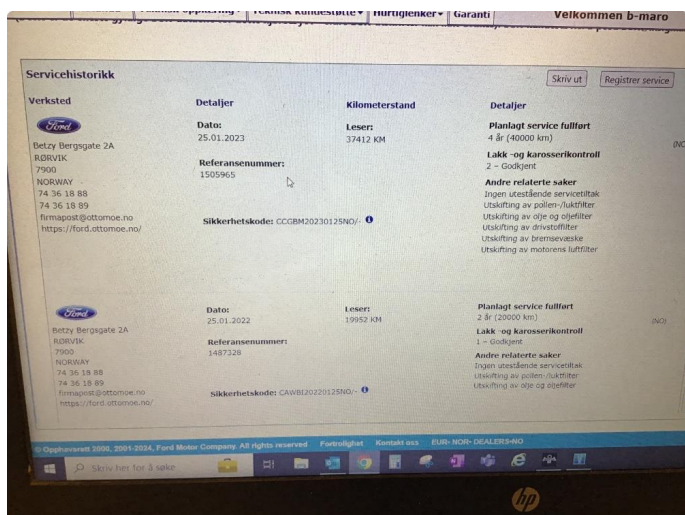 Teknisk kundestøtte
Hurtiglenker
Garanti
Velkommen b-maro
Servicehistorikk
Skriv ut
Registrer service
Verksted
Detaljer
Kilometerstand
Detaljer
Ford
Betzy Bergsgate 2A
RØRVIK
7900
NORWAY
74 36 18 88
74 36 18 89
firmapost@ottomoe.no
https://ford.ottomoe.no/
Dato:
25.01.2023
Referansenummer:
1505965
Sikkerhetskode: CCGBM20230125NO/-
Leser:
37412 KM
Planlagt service fullført
4 år (40000 km)
Lakk -og karosserikontroll
2 – Godkjent
Andre relaterte saker
Ingen utestående servicetiltak
Utskifting av pollen-/luktfilter
Utskifting av olje og oljefilter
Utskifting av drivstoffilter
Utskifting av bremsevæske
Utskifting av motorens luftfilter
Ford
Betzy Bergsgate 2A
RØRVIK
7900
NORWAY
74 36 18 88
74 36 18 89
firmapost@ottomoe.no
https://ford.ottomoe.no/
Dato:
25.01.2022
Referansenummer:
1487328
Sikkerhetskode: CAWBI20220125NO/-
Leser:
19952 KM
Planlagt service fullført
2 år (20000 km)
Lakk -og karosserikontroll
1 – Godkjent
Andre relaterte saker
Ingen utestående servicetiltak
Utskifting av pollen-/luktfilter
Utskifting av olje og oljefilter
(NO)
© Opphavsrett 2000, 2001-2024, Ford Motor Company. All rights reserved Fortrolighet Kontakt oss EUR- NOR- DEALERS-NO
Skriv her for å søke
hp